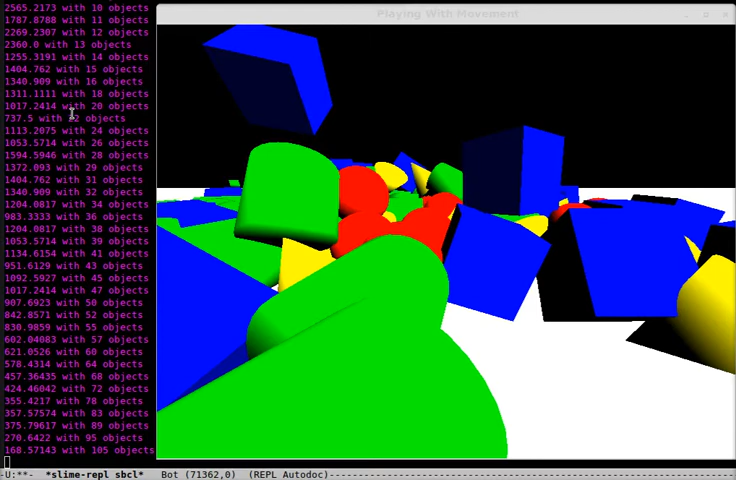 2565.2173 with 10 objects
1787.8788 with 11 objects
2269.2307 with 12 objects
2360.0 with 13 objects
1255.3191 with 14 objects
1404.762 with 15 objects
1340.909 with 16 objects
1311.1111 with 18 objects
1017.2414 with 20 objects
737.5 with 22 objects
1113.2075 with 24 objects
1053.5714 with 26 objects
1594.5946 with 28 objects
1372.093 with 29 objects
1404.762 with 31 objects
1340.909 with 32 objects
1204.0817 with 34 objects
983.3333 with 36 objects
1204.0817 with 38 objects
1053.5714 with 39 objects
1134.6154 with 41 objects
951.6129 with 43 objects
1092.5927 with 45 objects
1017.2414 with 47 objects
907.6923 with 50 objects
842.8571 with 52 objects
830.9859 with 55 objects
602.04083 with 57 objects
621.0526 with 60 objects
578.4314 with 64 objects
457.36435 with 68 objects
424.46042 with 72 objects
355.4217 with 78 objects
357.57574 with 83 objects
375.79617 with 89 objects
270.6422 with 95 objects
168.57143 with 105 objects
Playing With Movement
-U:**- *slime-repl sbcl* Bot (71362,0) (REPL Autodoc)